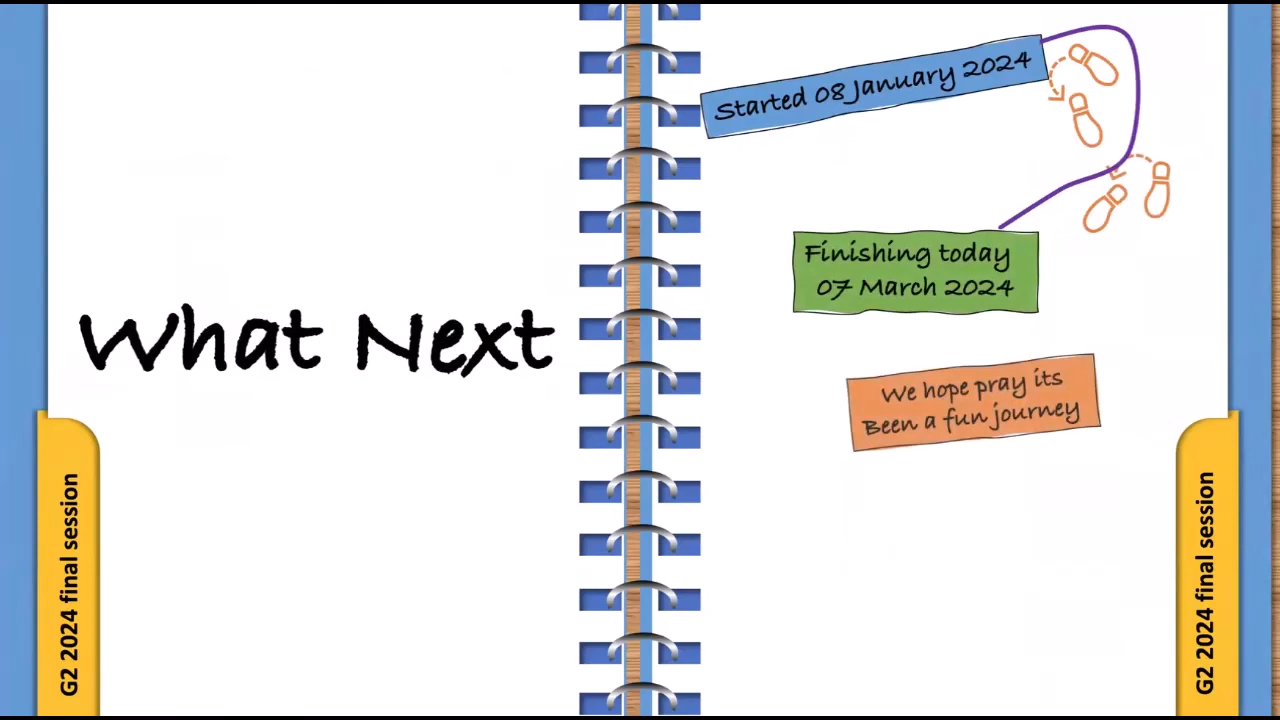 What Next
G2 2024 final session
Started 08 January 2024
Finishing today
07 March 2024
We hope pray its
Been a fun journey
G2 2024 final session